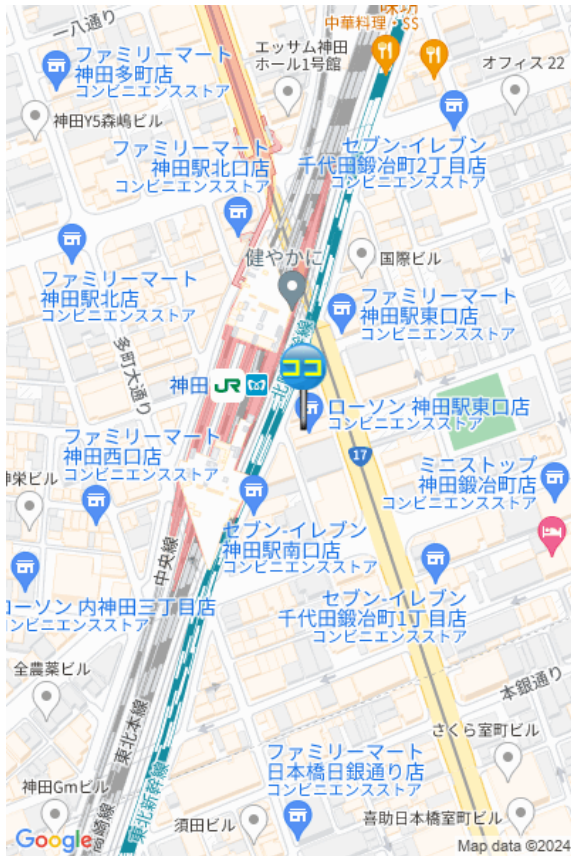 一八通り
味坊
中華料理・SS
ファミリーマート
神田多町店
コンビニエンスストア
エッサム神田
ホール1号館
オフィス22
神田Y5森嶋ビル
ファミリーマート
神田駅北口店
コンビニエンスストア
セブン-イレブン
千代田鍛冶町2丁目店
コンビニエンスストア
健やかに
国際ビル
ファミリーマート
神田駅北店
コンビニエンスストア
ファミリーマート
神田駅東口店
コンビニエンスストア
多町大通り
ココ
神田
JR
ローソン 神田駅東口店
コンビニエンスストア
ファミリーマート
神田西口店
コンビニエンスストア
17
ミニストップ
神田鍛冶町店
コンビニエンスストア
神栄ビル
セブン-イレブン
神田駅南口店
コンビニエンスストア
中央線
ローソン 内神田三丁目店
コンビニエンスストア
セブン-イレブン
千代田鍛冶町1丁目店
コンビニエンスストア
全農薬ビル
本銀通り
東北本線
さくら室町ビル
ファミリーマート
日本橋日銀通り店
コンビニエンスストア
東北新幹線
神田Gmビル
高崎線
須田ビル
喜助日本橋室町ビル
Google
Map data ©2024